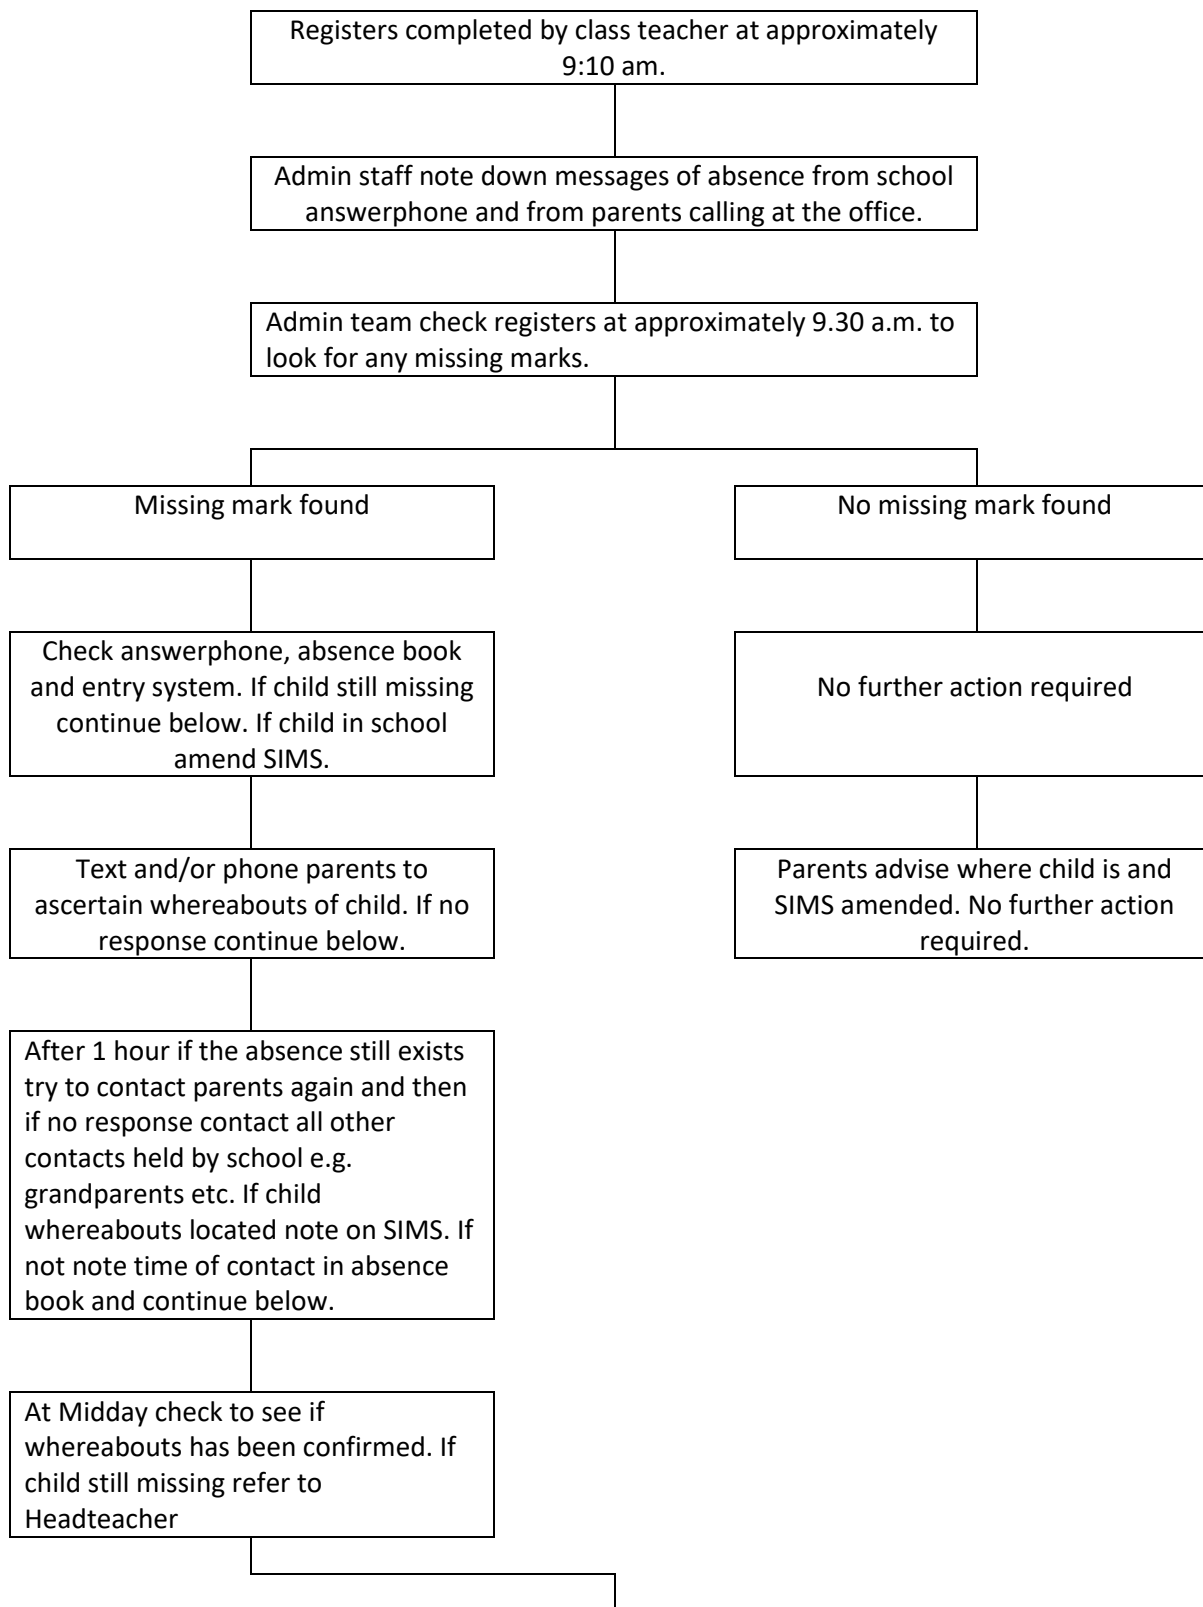 Registers completed by class teacher at approximately
9:10 am.
Admin staff note down messages of absence from school
answerphone and from parents calling at the office.
Admin team check registers at approximately 9.30 a.m. to
look for any missing marks.
Missing mark found
No missing mark found
Check answerphone, absence book
and entry system. If child still missing
continue below. If child in school
amend SIMS.
No further action required
Text and/or phone parents to
ascertain whereabouts of child. If no
response continue below.
Parents advise where child is and
SIMS amended. No further action
required.
After 1 hour if the absence still exists
try to contact parents again and then
if no response contact all other
contacts held by school e.g.
grandparents etc. If child
whereabouts located note on SIMS. If
not note time of contact in absence
book and continue below.
At Midday check to see if
whereabouts has been confirmed. If
child still missing refer to
Headteacher